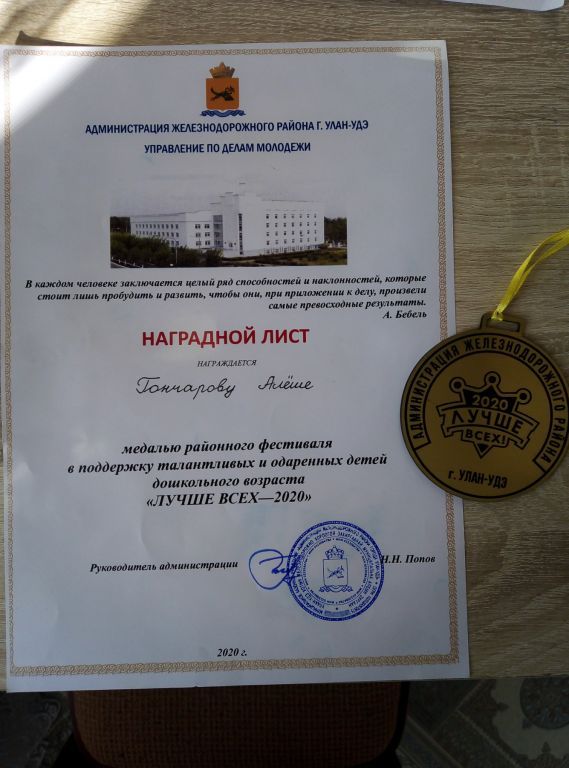 АДМИНИСТРАЦИЯ ЖЕЛЕЗНОДОРОЖНОГО РАЙОНА Г. УЛАН-УДЭ
УПРАВЛЕНИЕ ПО ДЕЛАМ МОЛОДЕЖИ
В каждом человеке заключается целый ряд способностей и наклонностей, которые
стоит лишь пробудить и развить, чтобы они, при приложении к делу, произвели
самые превосходные результаты.
А. Бебель
НАГРАДНОЙ ЛИСТ
НАГРАЖДАЕТСЯ
Гончарову Алёше
медалью районного фестиваля
в поддержку талантливых и одаренных детей
дошкольного возраста
«ЛУЧШЕ ВСЕХ—2020»
Руководитель администрации
Н.Н. Попов
2020 г.
АДМИНИСТРАЦИЯ ЖЕЛЕЗНОДОРОЖНОГО РАЙОНА
2020
ЛУЧШЕ
ВСЕХ!
г. УЛАН-УДЭ